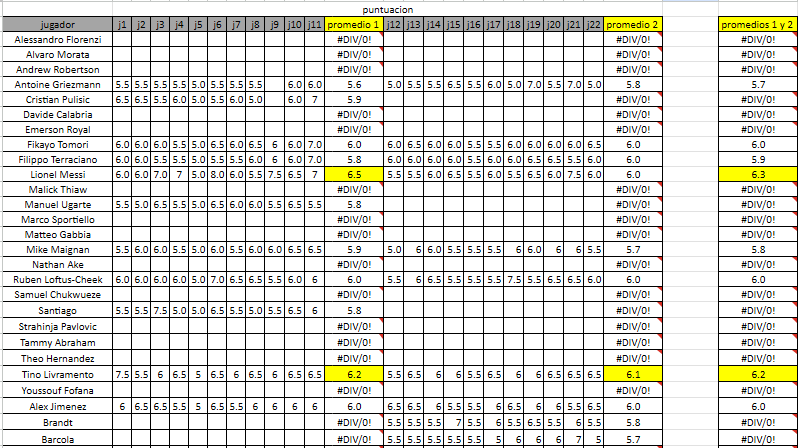 puntuacion
jugador j1 j2 j3 j4 j5 j6 j7 j8 j9 j10 j11 promedio 1 j12 j13 j14 j15 j16 j17 j18 j19 j20 j21 j22 promedio 2 promedios 1 y 2
Alessandro Florenzi #DIV/0! #DIV/0! #DIV/0!
Alvaro Morata #DIV/0! #DIV/0! #DIV/0!
Andrew Robertson #DIV/0! #DIV/0! #DIV/0!
Antoine Griezmann 5.5 5.5 5.5 5.5 5.0 5.5 5.5 5.5 6.0 6.0 5.6 5.0 5.5 5.5 6.5 5.5 6.0 5.0 7.0 5.5 7.0 5.0 5.8 5.7
Cristian Pulisic 6.5 6.5 5.5 6.0 5.0 5.5 6.0 5.0 6.0 7 5.9 #DIV/0! #DIV/0!
Davide Calabria #DIV/0! #DIV/0! #DIV/0!
Emerson Royal #DIV/0! #DIV/0! #DIV/0!
Fikayo Tomori 6.0 6.0 6.0 5.5 5.0 6.5 6.0 6.5 6 6.0 7.0 6.0 6.0 6.5 6.0 6.0 5.5 5.5 6.0 6.0 6.0 6.0 6.5 6.0 6.0
Filippo Terraciano 6.0 6.0 5.5 5.5 5.0 5.5 5.5 6.0 6 6.0 7.0 5.8 6.0 6.0 6.0 6.0 5.5 6.0 6.0 6.5 6.5 5.5 6.0 6.0 5.9
Lionel Messi 6.0 6.0 7.0 7 5.0 8.0 6.0 5.5 7.5 6.5 7 6.5 5.5 5.5 6.0 6.5 5.5 6.0 5.5 6.5 6.0 7.5 6.0 6.0 6.3
Malick Thiaw #DIV/0! #DIV/0! #DIV/0!
Manuel Ugarte 5.5 5.0 6.5 5.5 5.0 6.5 6.0 6.0 5.5 6.5 5.5 5.8 #DIV/0! #DIV/0!
Marco Sportiello #DIV/0! #DIV/0! #DIV/0!
Matteo Gabbia #DIV/0! #DIV/0! #DIV/0!
Mike Maignan 5.5 6.0 6.0 5.5 5.0 6.0 5.5 6.0 6.0 6.5 6.5 5.9 5.0 6 6.0 5.5 5.5 5.5 6 6.0 6 6 5.5 5.7 5.8
Nathan Ake #DIV/0! #DIV/0! #DIV/0!
Ruben Loftus-Cheek 6.0 6.0 6.0 6.0 5.0 7.0 6.5 6.5 5.5 6.0 6 6.0 5.5 6 6.5 5.5 5.5 5.5 7.5 5.5 6.5 6.5 6.0 6.0 6.0
Samuel Chukwueze #DIV/0! #DIV/0! #DIV/0!
Santiago 5.5 5.5 7.5 5.0 5.0 6.5 5.5 5.0 5.5 6.5 6 5.8 #DIV/0! #DIV/0!
Strahinja Pavlovic #DIV/0! #DIV/0! #DIV/0!
Tammy Abraham #DIV/0! #DIV/0! #DIV/0!
Theo Hernandez #DIV/0! #DIV/0! #DIV/0!
Tino Livramento 7.5 5.5 6 6.5 5 6.5 6 6.5 6 6.5 6.5 6.2 5.5 6.5 6 6 5.5 6.5 6 6.5 6.5 6.5 6.5 6.1 6.2
Youssouf Fofana #DIV/0! #DIV/0! #DIV/0!
Alex Jimenez 6 6.5 6.5 5.5 5 6.5 5.5 6 6 6 6 6.0 6.5 6.5 6 5.5 5.5 6 6.5 6 6 5.5 6.5 6.0 6.0
Brandt #DIV/0! 5.5 5.5 5.5 7 5.5 6 5.5 6.5 5.5 6 5.5 5.8 #DIV/0!
Barcola #DIV/0! 5.5 5.5 5.5 5.5 5.5 5 6 6 6 7 5 5.7 #DIV/0!